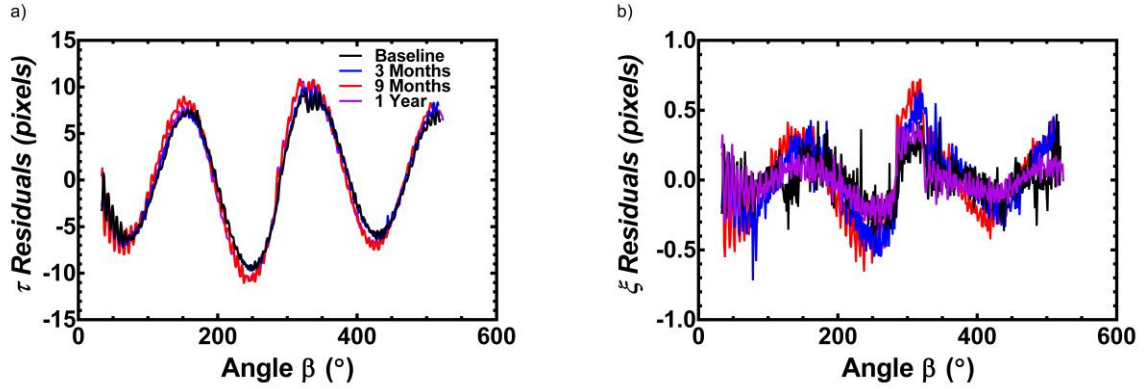 a)
τ Residuals (pixels)
15
10
5
0
-5
-10
-15
Baseline
3 Months
9 Months
1 Year
0
200
400
600
Angle β (°)
b)
ξ Residuals (pixels)
1.0
0.5
0.0
-0.5
-1.0
0
200
400
600
Angle β (°)